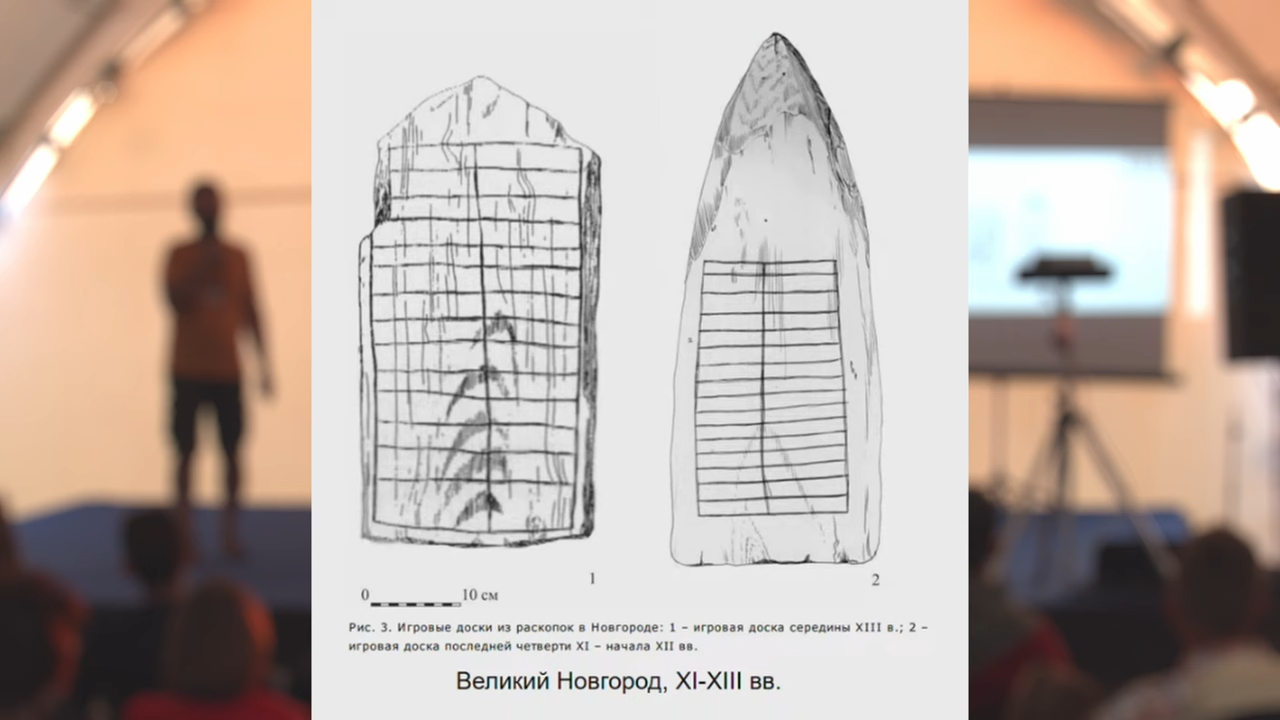 1
2
0 10 см
Рис. 3. Игровые доски из раскопок в Новгороде: 1 – игровая доска середины XIII в.; 2 –
игровая доска последней четверти XI – начала XII вв.
Великий Новгород, XI-XIII вв.